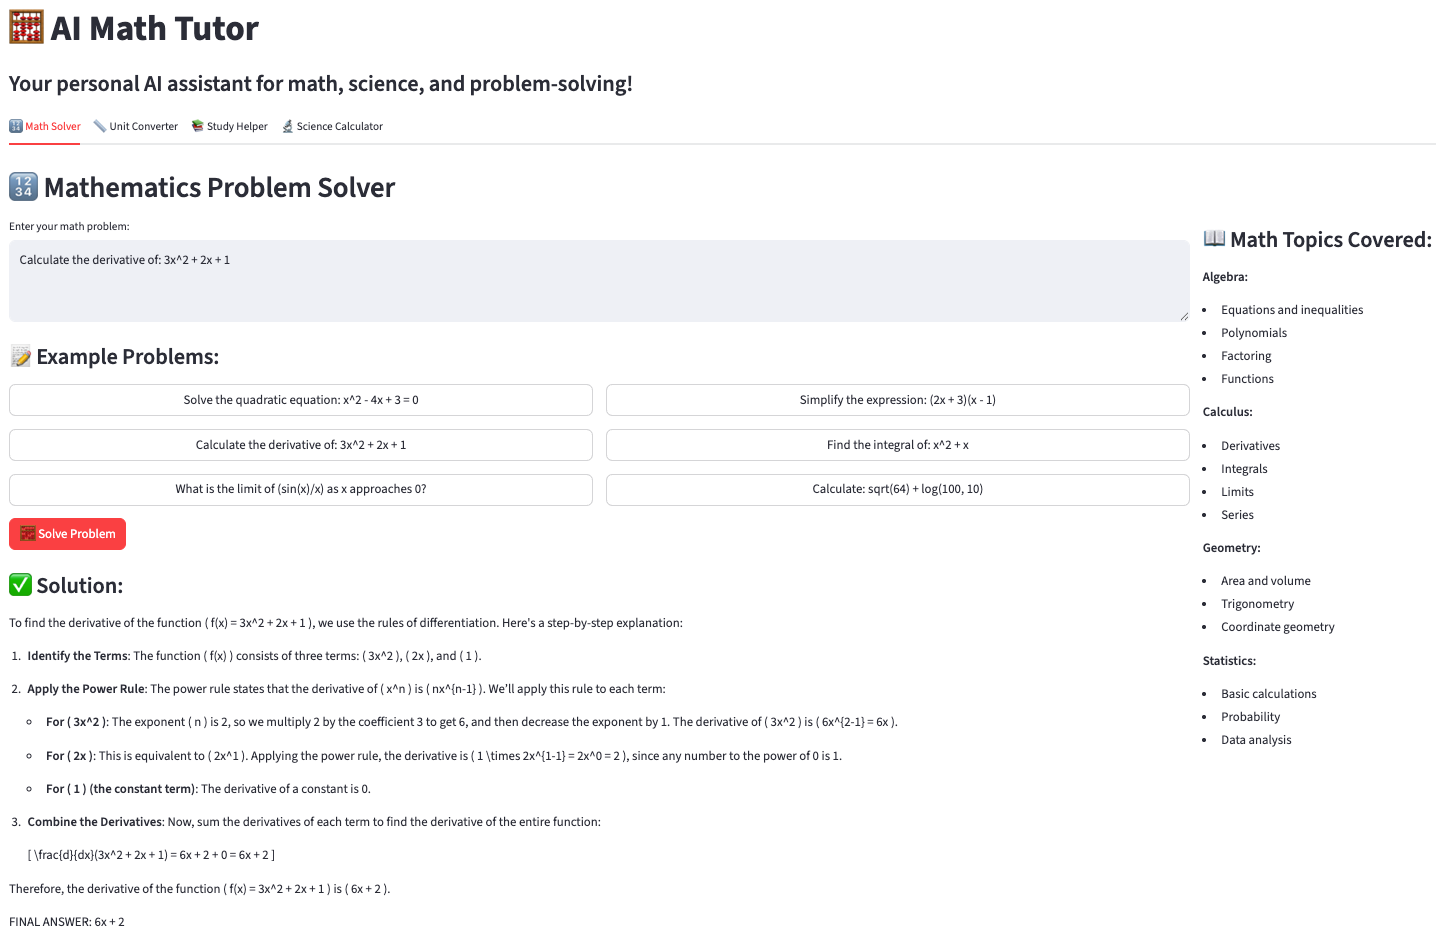 AI Math Tutor
Your personal AI assistant for math, science, and problem-solving!
Math Solver
Unit Converter
Study Helper
Science Calculator
Mathematics Problem Solver
Enter your math problem:
Calculate the derivative of: 3x^2 + 2x + 1
Example Problems:
Solve the quadratic equation: x^2 - 4x + 3 = 0
Simplify the expression: (2x + 3)(x - 1)
Calculate the derivative of: 3x^2 + 2x + 1
Find the integral of: x^2 + x
What is the limit of (sin(x)/x) as x approaches 0?
Calculate: sqrt(64) + log(100, 10)
Solve Problem
Solution:
To find the derivative of the function ( f(x) = 3x^2 + 2x + 1 ), we use the rules of differentiation. Here's a step-by-step explanation:
1. Identify the Terms: The function ( f(x) ) consists of three terms: ( 3x^2 ), ( 2x ), and ( 1 ).
2. Apply the Power Rule: The power rule states that the derivative of ( x^n ) is ( nx^{n-1} ). We'll apply this rule to each term:
For ( 3x^2 ): The exponent ( n ) is 2, so we multiply 2 by the coefficient 3 to get 6, and then decrease the exponent by 1. The derivative of ( 3x^2 ) is ( 6x^{2-1} = 6x ).
For ( 2x ): This is equivalent to ( 2x^1 ). Applying the power rule, the derivative is ( 1 \times 2x^{1-1} = 2x^0 = 2 ), since any number to the power of 0 is 1.
For ( 1 ) (the constant term): The derivative of a constant is 0.
3. Combine the Derivatives: Now, sum the derivatives of each term to find the derivative of the entire function:
[ \frac{d}{dx}(3x^2 + 2x + 1) = 6x + 2 + 0 = 6x + 2 ]
Therefore, the derivative of the function ( f(x) = 3x^2 + 2x + 1 ) is ( 6x + 2 ).
FINAL ANSWER: 6x + 2
Math Topics Covered:
Algebra:
Equations and inequalities
Polynomials
Factoring
Functions
Calculus:
Derivatives
Integrals
Limits
Series
Geometry:
Area and volume
Trigonometry
Coordinate geometry
Statistics:
Basic calculations
Probability
Data analysis